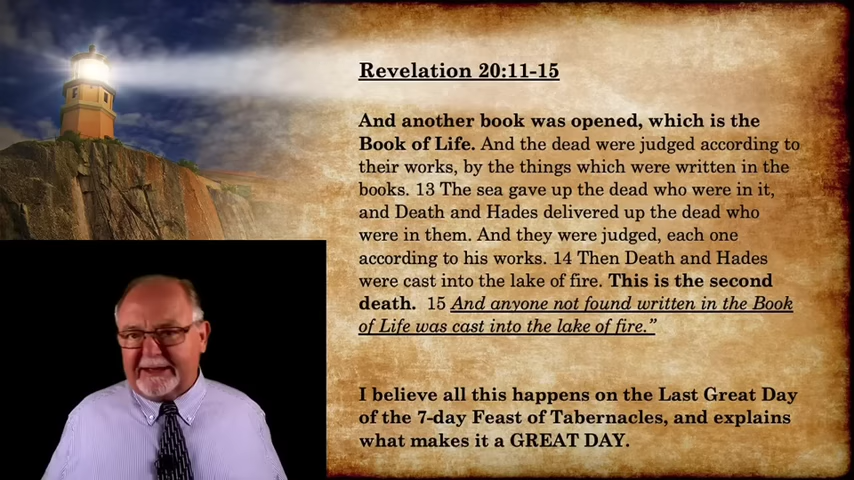 Revelation 20:11-15
And another book was opened, which is the
Book of Life. And the dead were judged according to
their works, by the things which were written in the
books. 13 The sea gave up the dead who were in it,
and Death and Hades delivered up the dead who
were in them. And they were judged, each one
according to his works. 14 Then Death and Hades
were cast into the lake of fire. This is the second
death. 15 And anyone not found written in the Book
of Life was cast into the lake of fire.”
I believe all this happens on the Last Great Day
of the 7-day Feast of Tabernacles, and explains
what makes it a GREAT DAY.